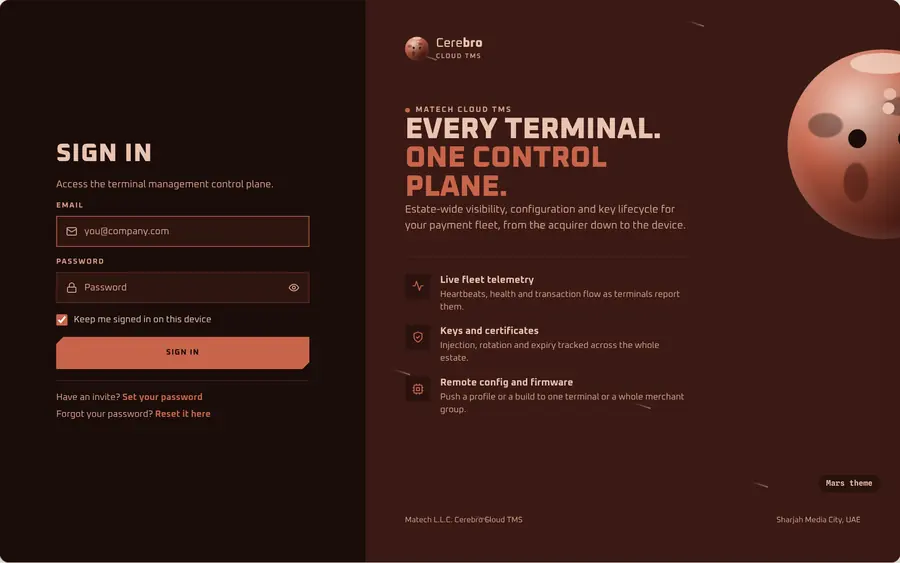 SIGN IN
Access the terminal management control plane.
EMAIL
you@company.com
PASSWORD
Password
Keep me signed in on this device
SIGN IN
Have an invite? Set your password
Forgot your password? Reset it here
Cerebro
CLOUD TMS
MATECH CLOUD TMS
EVERY TERMINAL.
ONE CONTROL
PLANE.
Estate-wide visibility, configuration and key lifecycle for
your payment fleet, from the acquirer down to the device.
Live fleet telemetry
Heartbeats, health and transaction flow as terminals report
them.
Keys and certificates
Injection, rotation and expiry tracked across the whole
estate.
Remote config and firmware
Push a profile or a build to one terminal or a whole merchant
group.
Mars theme
Matech L.L.C. Cerebro Cloud TMS
Sharjah Media City, UAE